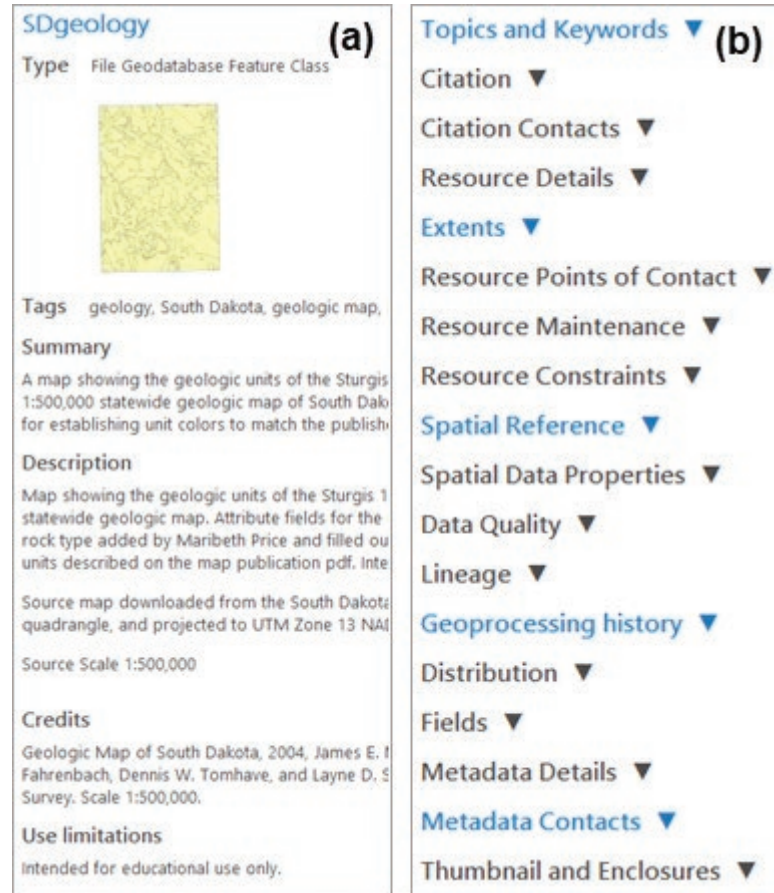 SDgeology
(a)
Type File Geodatabase Feature Class
Tags geology, South Dakota, geologic map,
Summary
A map showing the geologic units of the Sturgis
1:500,000 statewide geologic map of South Dak
for establishing unit colors to match the publish
Description
Map showing the geologic units of the Sturgis 1
statewide geologic map. Attribute fields for the
rock type added by Maribeth Price and filled ou
units described on the map publication pdf. Inte
Source map downloaded from the South Dakota
quadrangle, and projected to UTM Zone 13 NAD
Source Scale 1:500,000
Credits
Geologic Map of South Dakota, 2004, James E.
Fahrenbach, Dennis W. Tomhave, and Layne D. S
Survey. Scale 1:500,000.
Use limitations
Intended for educational use only.
Topics and Keywords ▼
(b)
Citation ▼
Citation Contacts ▼
Resource Details ▼
Extents ▼
Resource Points of Contact ▼
Resource Maintenance ▼
Resource Constraints ▼
Spatial Reference ▼
Spatial Data Properties ▼
Data Quality ▼
Lineage ▼
Geoprocessing history ▼
Distribution ▼
Fields ▼
Metadata Details ▼
Metadata Contacts ▼
Thumbnail and Enclosures ▼